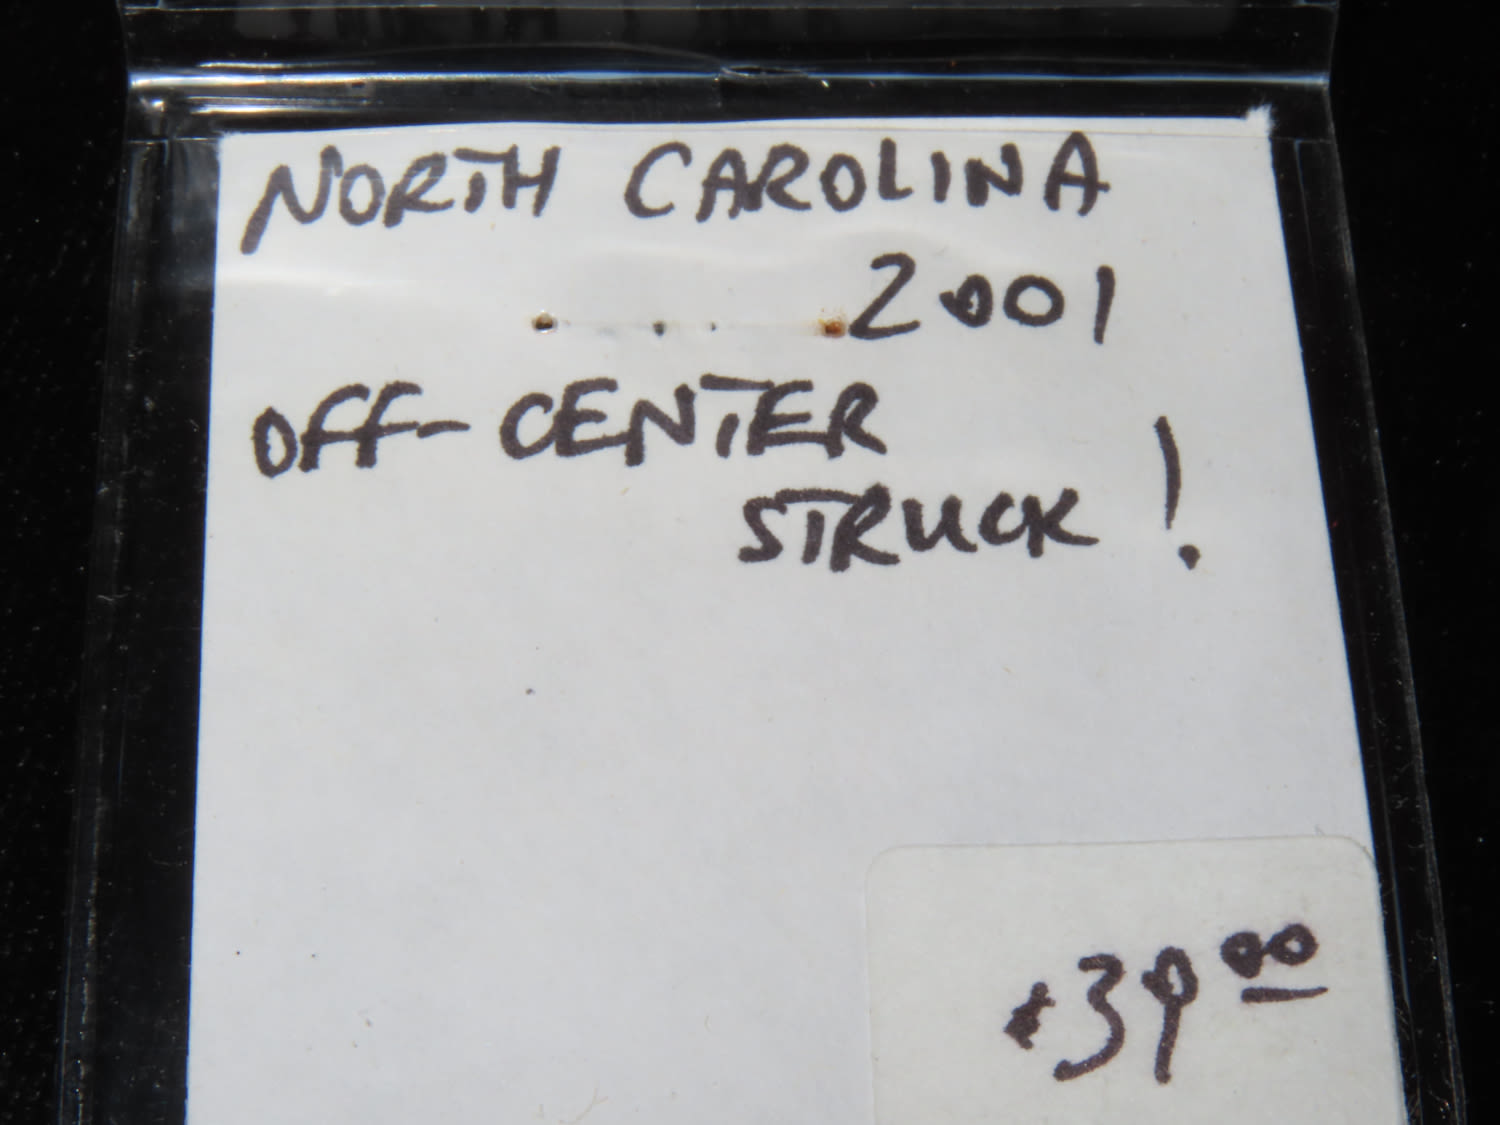 NORTH CAROLINA
2001
OFF-CENTER
STRUCK!
$39.00